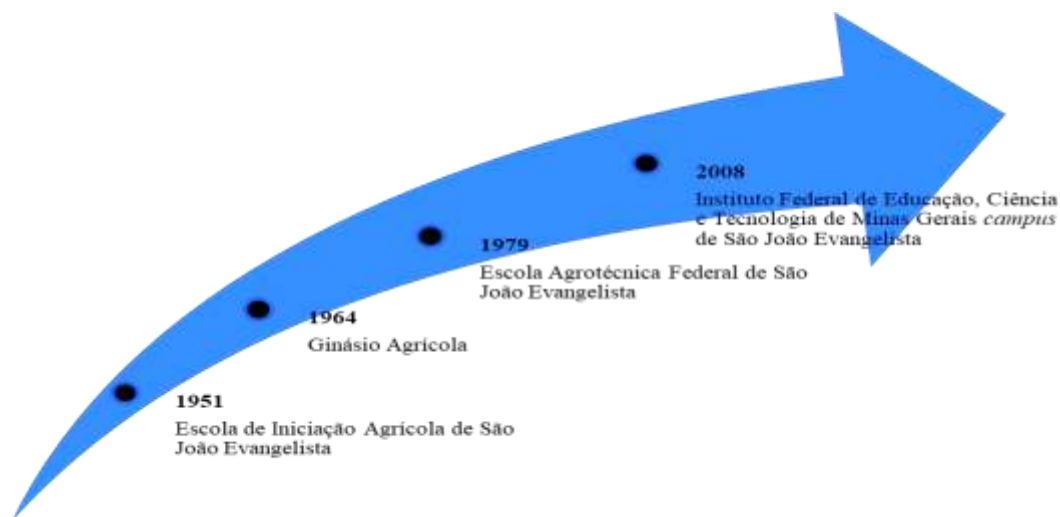 2008
Instituto Federal de Educação, Ciência
e Tecnologia de Minas Gerais campus
de São João Evangelista
1979
Escola Agrotécnica Federal de São
João Evangelista
1964
Ginásio Agrícola
1951
Escola de Iniciação Agrícola de São
João Evangelista